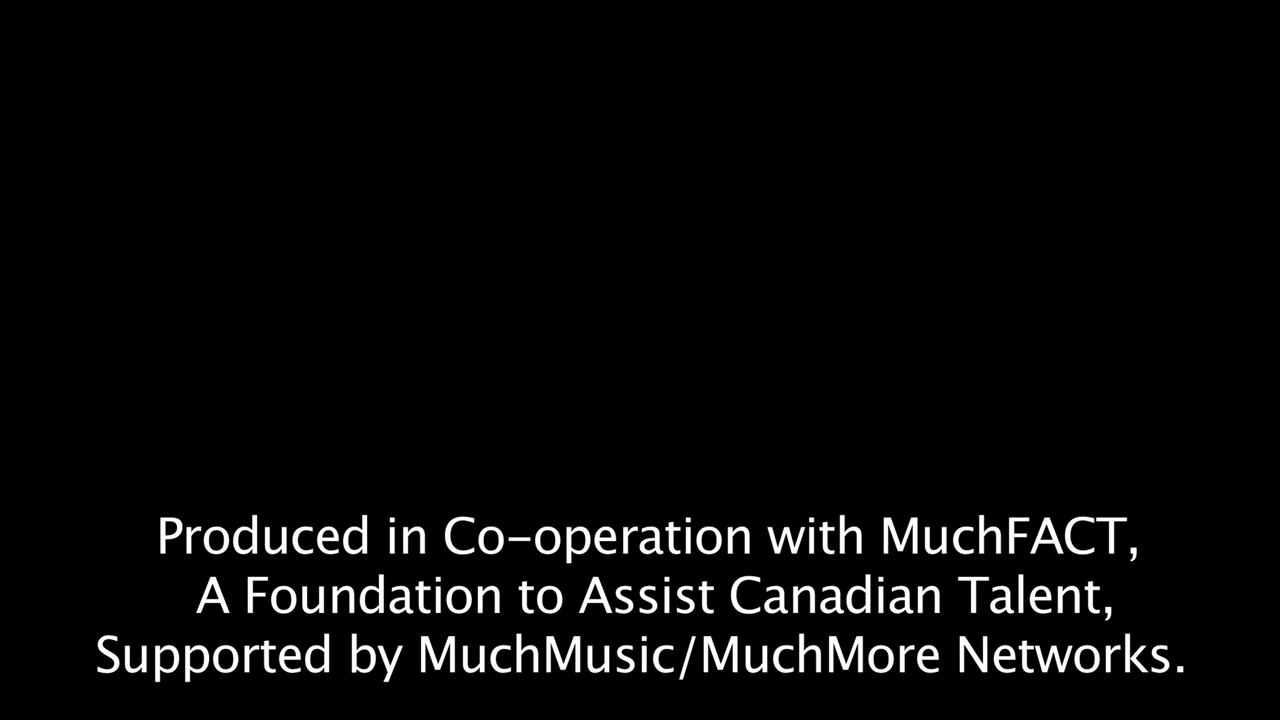 Produced in Co-operation with MuchFACT,
A Foundation to Assist Canadian Talent,
Supported by MuchMusic/MuchMore Networks.